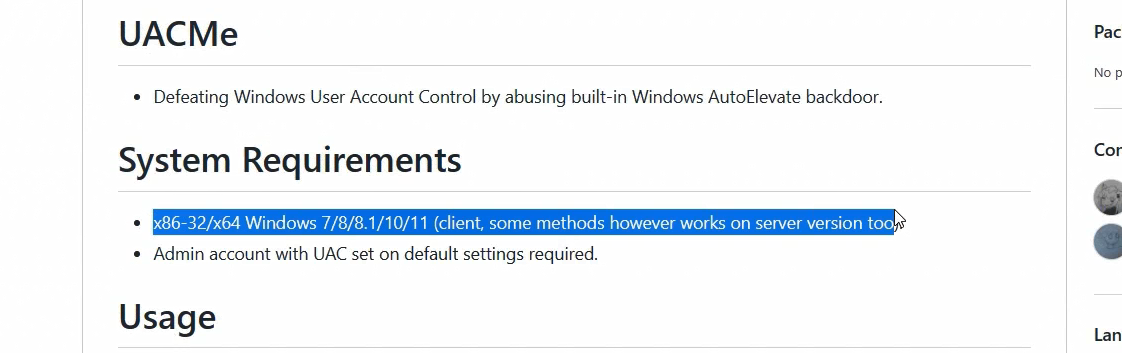 UACMe
Pac
No p
Defeating Windows User Account Control by abusing built-in Windows AutoElevate backdoor.
Con
System Requirements
x86-32/x64 Windows 7/8/8.1/10/11 (client, some methods however works on server version too
Admin account with UAC set on default settings required.
Usage
Lan